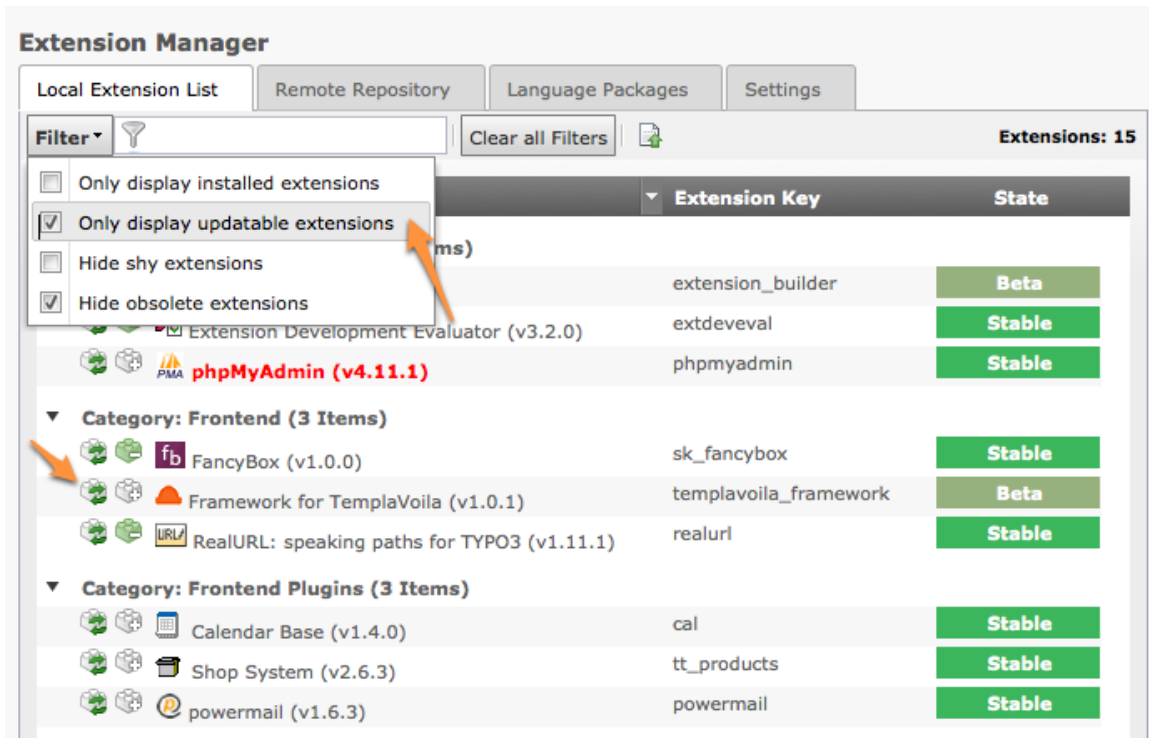 Extension Manager
Local Extension List Remote Repository Language Packages Settings
Filter Clear all Filters Extensions: 15
Only display installed extensions
Extension Key State
Only display updatable extensions
ms)
Hide shy extensions
extension_builder Beta
Hide obsolete extensions
Extension Development Evaluator (v3.2.0) extdeveval Stable
PMA phpMyAdmin (v4.11.1) phpmyadmin Stable
Category: Frontend (3 Items)
fb FancyBox (v1.0.0) sk_fancybox Stable
Framework for TemplaVoila (v1.0.1) templavoila_framework Beta
URL/ RealURL: speaking paths for TYPO3 (v1.11.1) realurl Stable
Category: Frontend Plugins (3 Items)
Calendar Base (v1.4.0) cal Stable
Shop System (v2.6.3) tt_products Stable
powermail (v1.6.3) powermail Stable